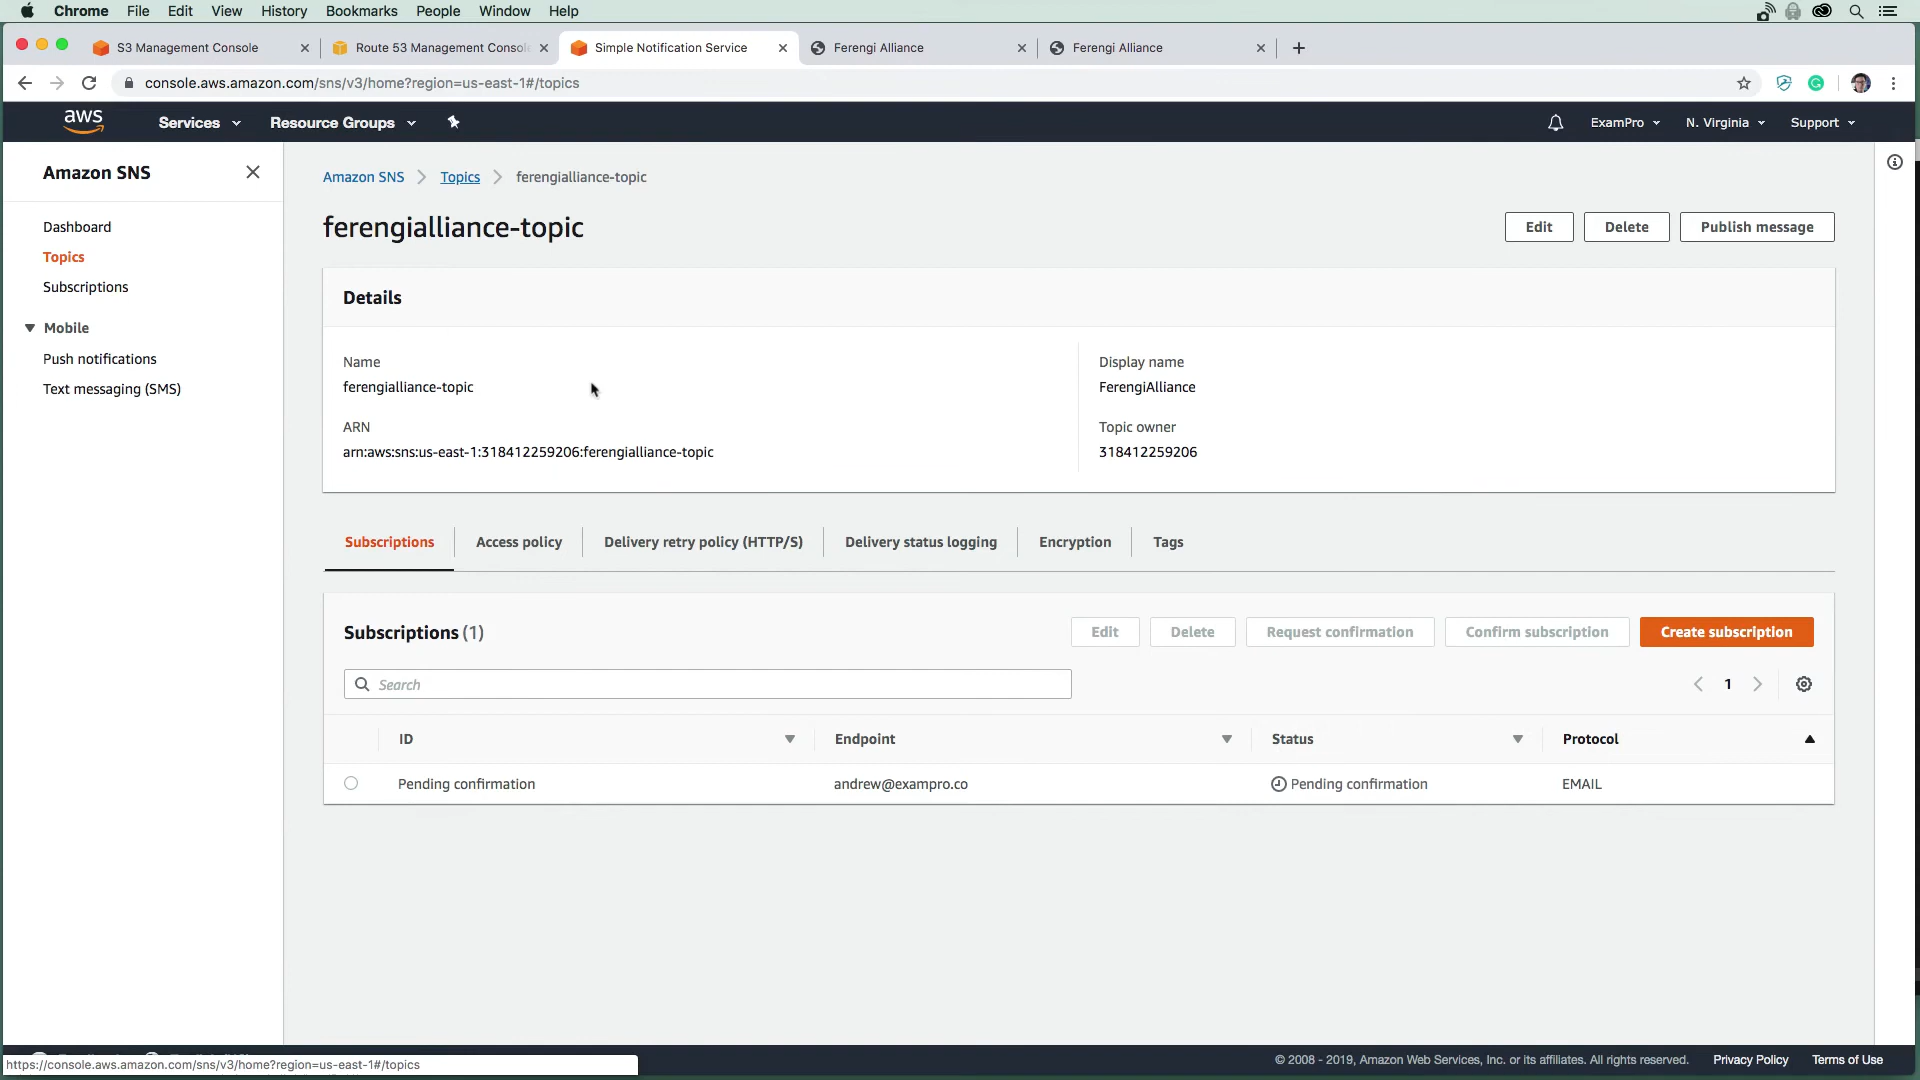 Chrome File Edit View History Bookmarks People Window Help
S3 Management Console Route 53 Management Conso Simple Notification Service Ferengi Alliance Ferengi Alliance
console.aws.amazon.com/sns/v3/home?region=us-east-1#/topics
aws Services Resource Groups ExamPro N. Virginia Support
Amazon SNS
Dashboard
Topics
Subscriptions
Mobile
Push notifications
Text messaging (SMS)
Amazon SNS Topics ferengialliance-topic
ferengialliance-topic Edit Delete Publish message
Details
Name Display name
ferengialliance-topic FerengiAlliance
ARN Topic owner
arn:aws:sns:us-east-1:318412259206:ferengialliance-topic 318412259206
Subscriptions Access policy Delivery retry policy (HTTP/S) Delivery status logging Encryption Tags
Subscriptions (1) Edit Delete Request confirmation Confirm subscription Create subscription
Search 1
ID Endpoint Status Protocol
Pending confirmation andrew@exampro.co Pending confirmation EMAIL
https://console.aws.amazon.com/sns/v3/home?region=us-east-1#/topics
© 2008 - 2019, Amazon Web Services, Inc. or its affiliates. All rights reserved. Privacy Policy Terms of Use